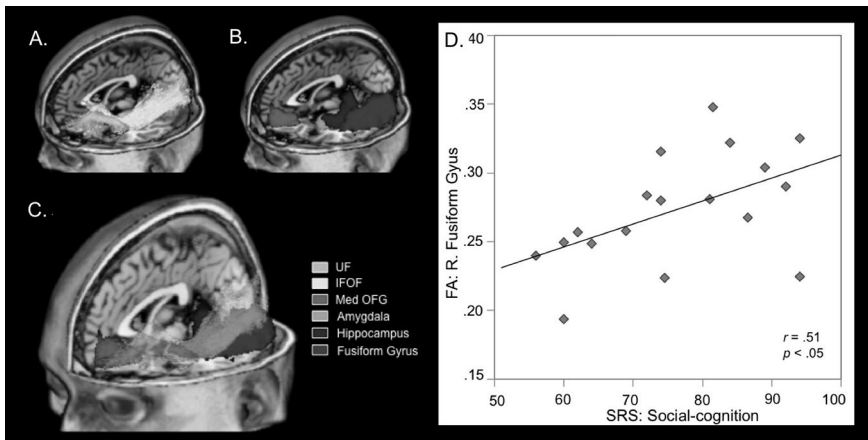 A.
B.
C.
UF
IFOF
Med OFG
Amygdala
Hippocampus
Fusiform Gyrus
D.
.40
.35
.30
.25
.20
.15
FA: R. Fusiform Gyus
r = .51
p < .05
50 60 70 80 90 100
SRS: Social-cognition